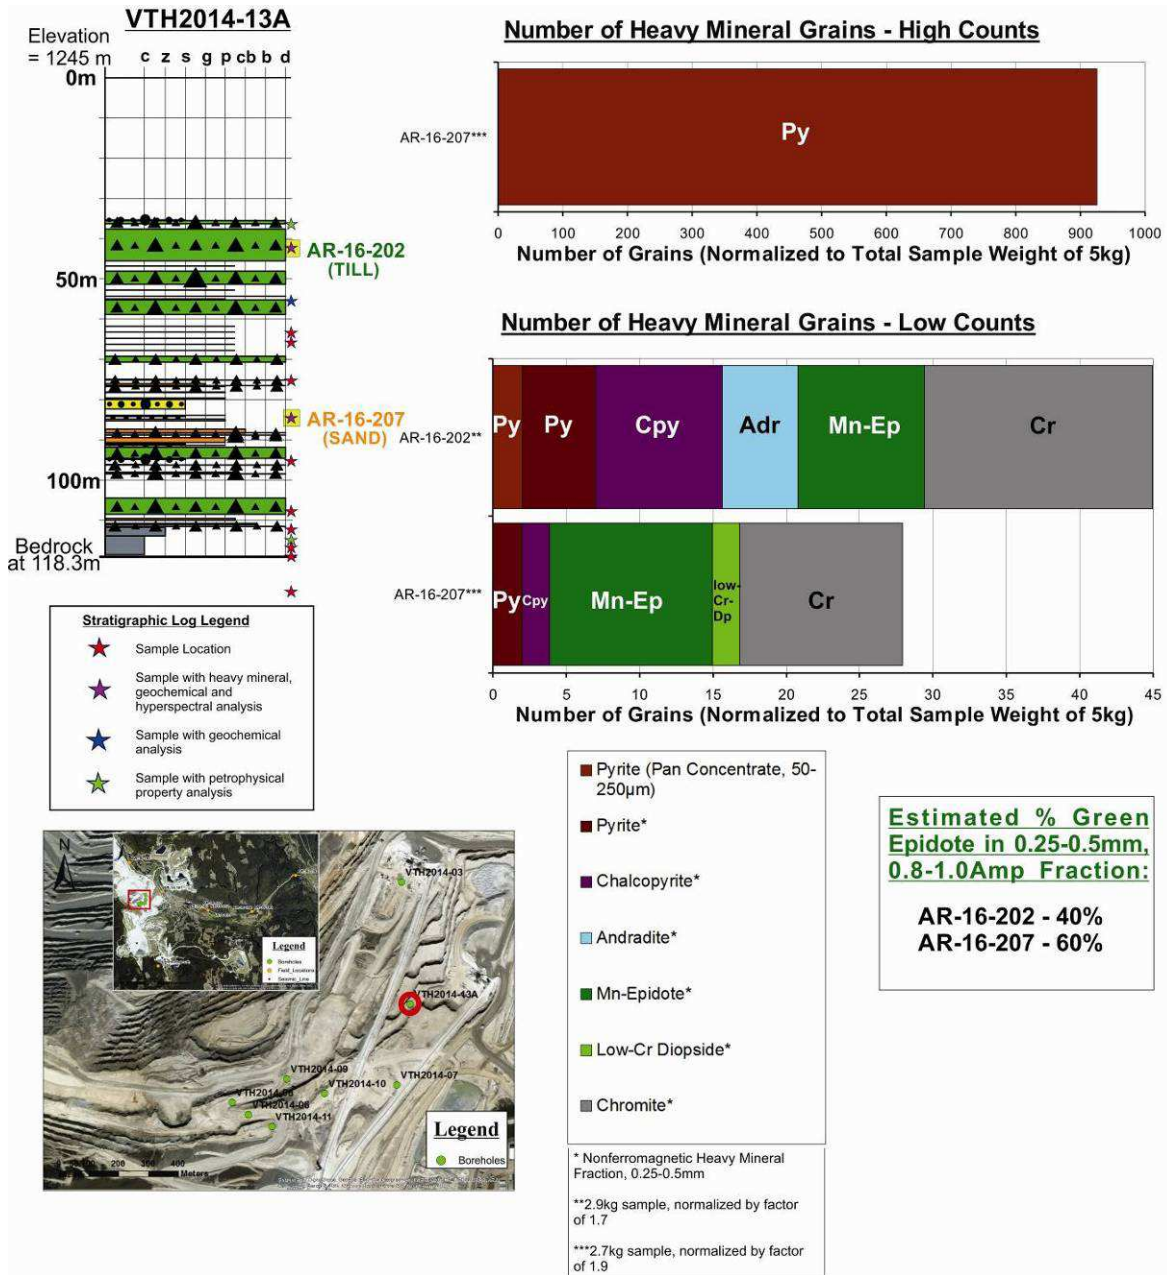 VTH2014-13A
Elevation
= 1245 m
c z s g p cb b d
0m
50m
100m
Bedrock
at 118.3m
AR-16-202
(TILL)
AR-16-207
(SAND)
Number of Heavy Mineral Grains - High Counts
AR-16-207***
Py
0 100 200 300 400 500 600 700 800 900 1000
Number of Grains (Normalized to Total Sample Weight of 5kg)
Number of Heavy Mineral Grains - Low Counts
AR-16-202**
Py Py Cpy Adr Mn-Ep Cr
AR-16-207***
Py Cpy Mn-Ep low-
Cr-
Dp
Cr
0 5 10 15 20 25 30 35 40 45
Number of Grains (Normalized to Total Sample Weight of 5kg)
Stratigraphic Log Legend
Sample Location
Sample with heavy mineral,
geochemical and
hyperspectral analysis
Sample with geochemical
analysis
Sample with petrophysical
property analysis
Pyrite (Pan Concentrate, 50-
250µm)
Pyrite*
Chalcopyrite*
Andradite*
Mn-Epidote*
Low-Cr Diopside*
Chromite*
* Nonferromagnetic Heavy Mineral
Fraction, 0.25-0.5mm
**2.9kg sample, normalized by factor
of 1.7
***2.7kg sample, normalized by factor
of 1.9
Estimated % Green
Epidote in 0.25-0.5mm,
0.8-1.0Amp Fraction:
AR-16-202 - 40%
AR-16-207 - 60%
N
Legend
Boreholes
Field_Locations
Seismic_Line
VTH2014-03
VTH2014-13A
VTH2014-09
VTH2014-10
VTH2014-07
VTH2014-06
VTH2014-11
Legend
Boreholes
200 400
Meters